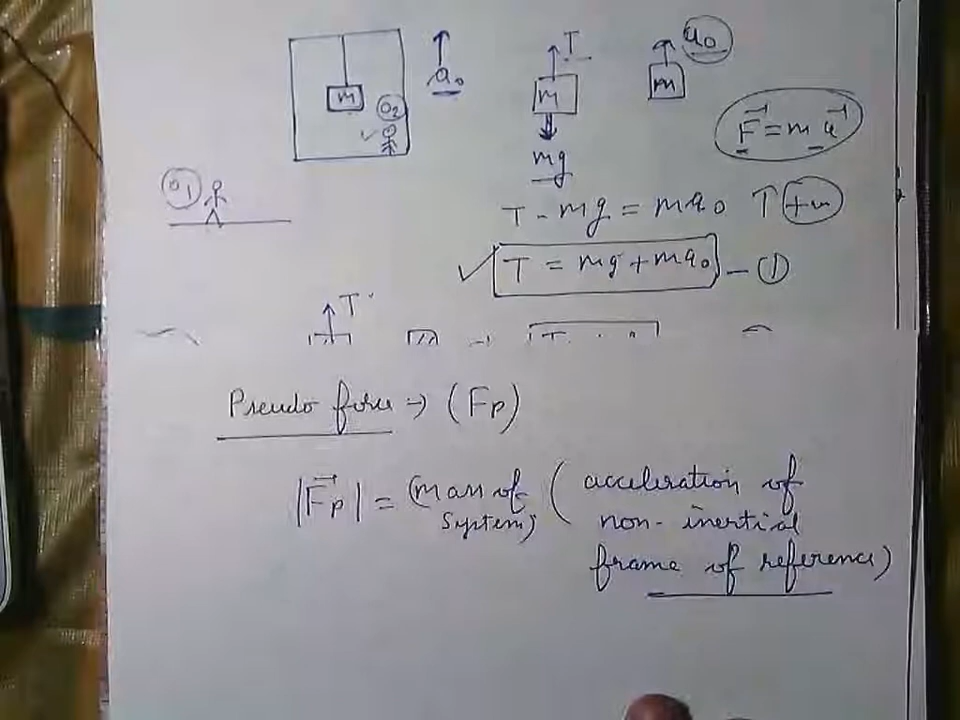 m
O2
a₀
T
m
mg
a₀
m
F⃗ = m a⃗
O1
T - mg = ma₀ ↑ +ve
✓ T = mg + ma₀ - ①
T
Pseudo force → (Fp)
|F⃗p| = (mass of system) (acceleration of
non-inertial
frame of reference)